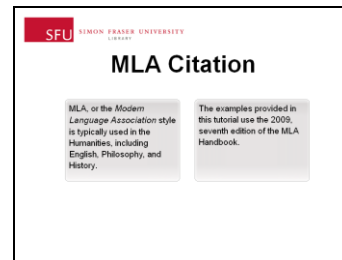 SFU SIMON FRASER UNIVERSITY
LIBRARY
MLA Citation
MLA, or the Modern
Language Association style
is typically used in the
Humanities, including
English, Philosophy, and
History.
The examples provided in
this tutorial use the 2009,
seventh edition of the MLA
Handbook.